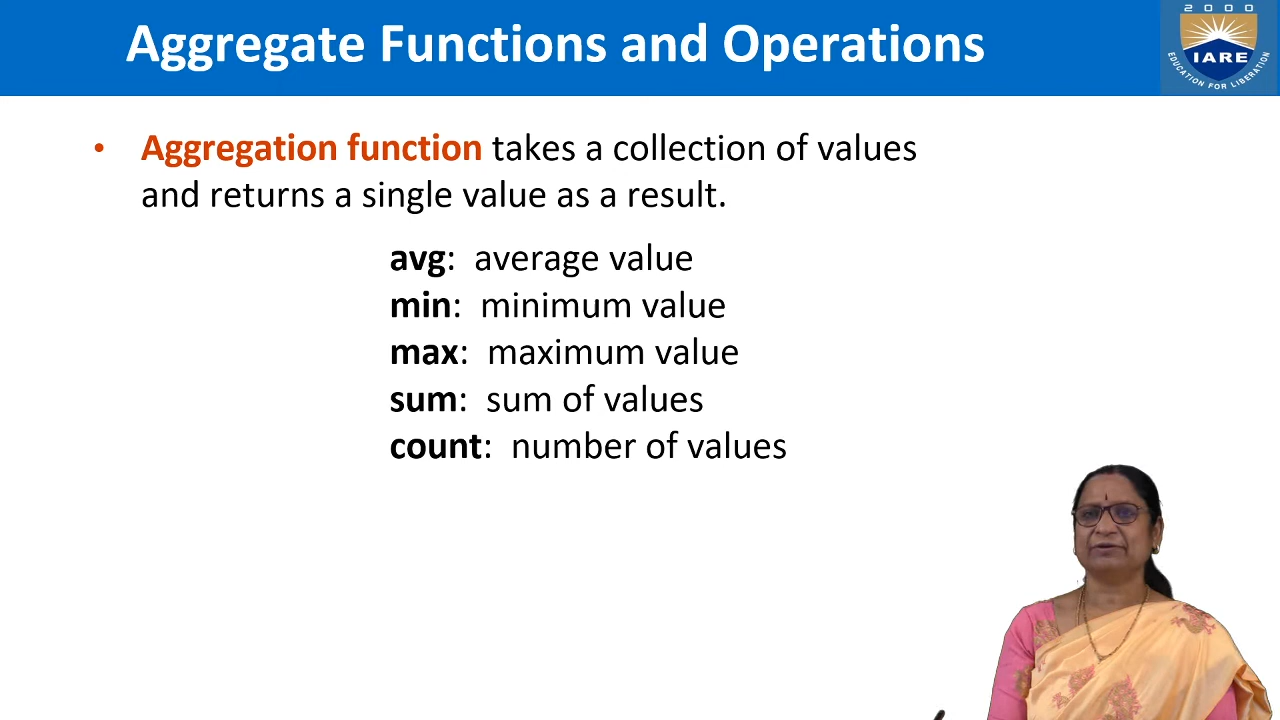 Aggregate Functions and Operations
2000
IARE
EDUCATION FOR LIBERATION
• Aggregation function takes a collection of values
and returns a single value as a result.
avg: average value
min: minimum value
max: maximum value
sum: sum of values
count: number of values